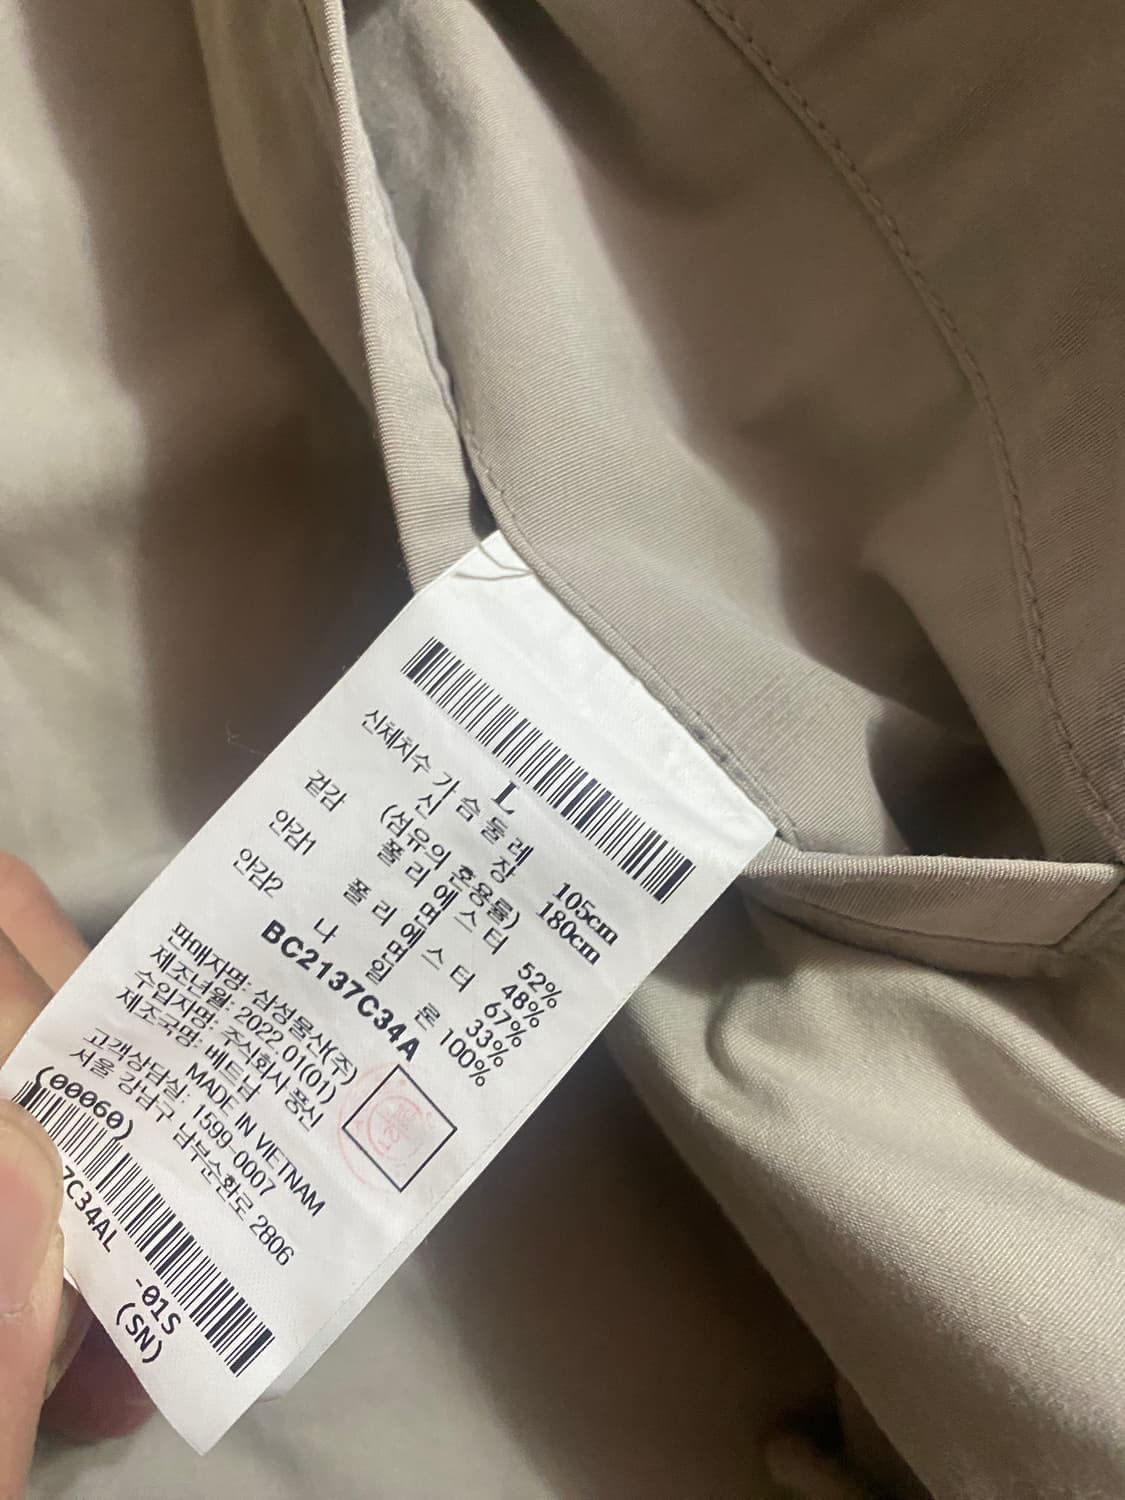 L
신체치수 가슴둘레 105cm
신장 180cm
(섬유의 혼용률)
겉감 폴리에스터 52%
면 48%
안감1 폴리에스터 67%
면 33%
안감2 나일론 100%
BC2137C34A
판매자명: 삼성물산(주)
제조년월: 2022.01(01)
수입자명: 주식회사 풍신
제조국명: 베트남
MADE IN VIETNAM
고객상담실: 1599-0007
서울 강남구 남부순환로 2806
(00060)
7C34AL -01S
(SN)